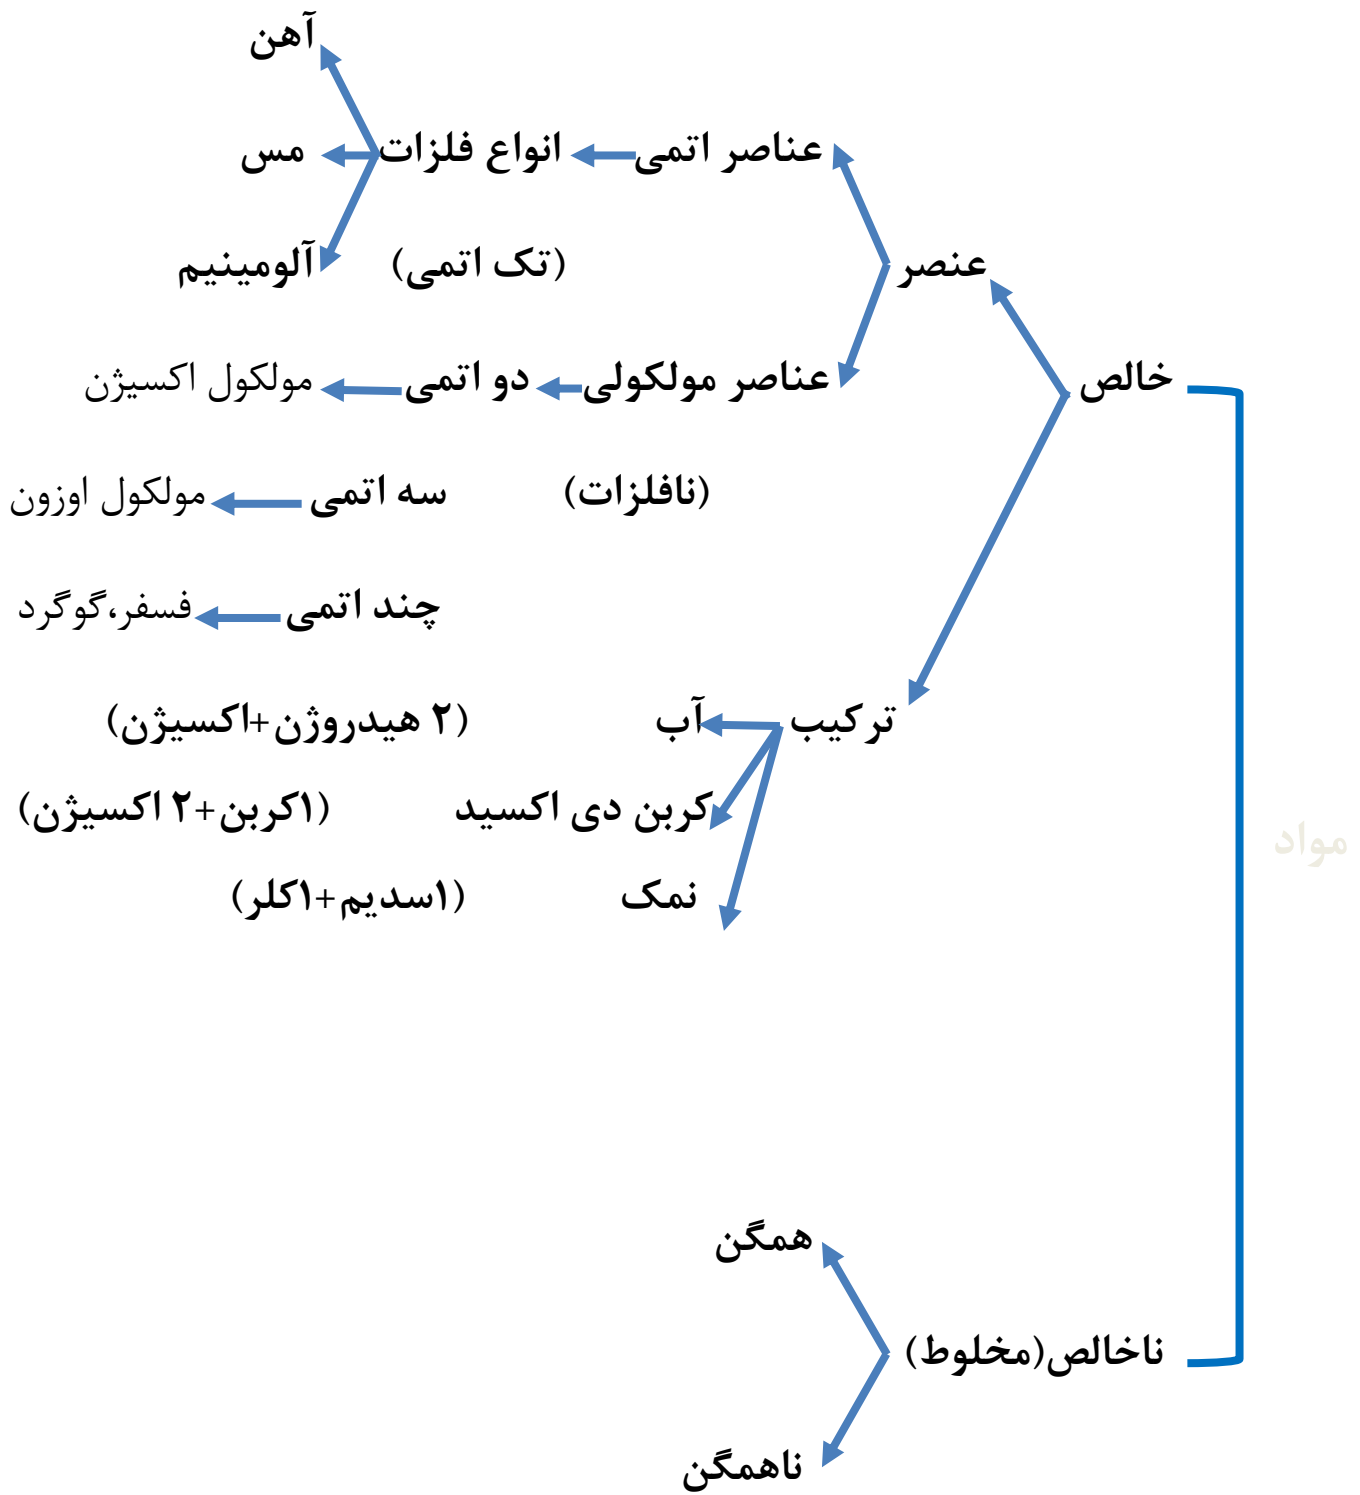 آهن
عناصر اتمی انواع فلزات مس
عنصر (تک اتمی) آلومینیم
خالص عناصر مولکولی دو اتمی مولکول اکسیژن
(نافلزات) سه اتمی مولکول اوزون
چند اتمی فسفر،گوگرد
ترکیب آب (۲ هیدروژن+اکسیژن)
کربن دی اکسید (۱کربن+۲ اکسیژن)
مواد
نمک (۱سدیم+۱کلر)
همگن
ناخالص(مخلوط)
ناهمگن